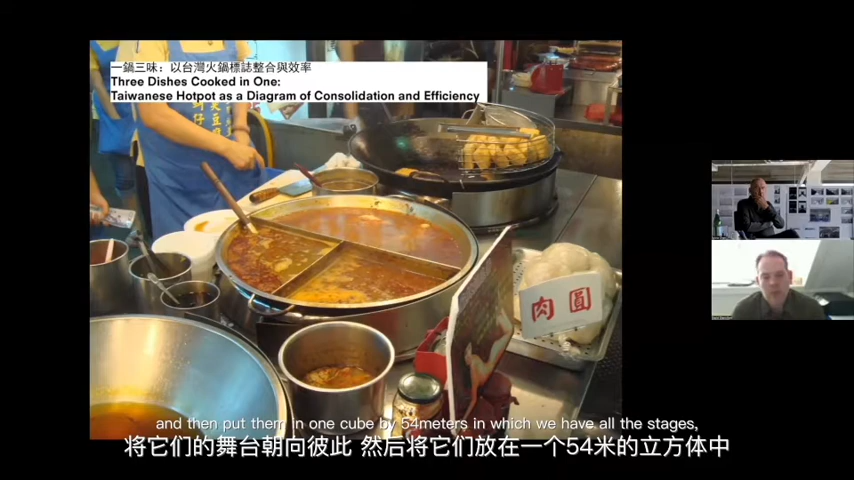 一鍋三味：以台灣火鍋標誌整合與效率
Three Dishes Cooked in One:
Taiwanese Hotpot as a Diagram of Consolidation and Efficiency
肉圓
and then put them in one cube by 54meters in which we have all the stages,
将它们的舞台朝向彼此 然后将它们放在一个54米的立方体中